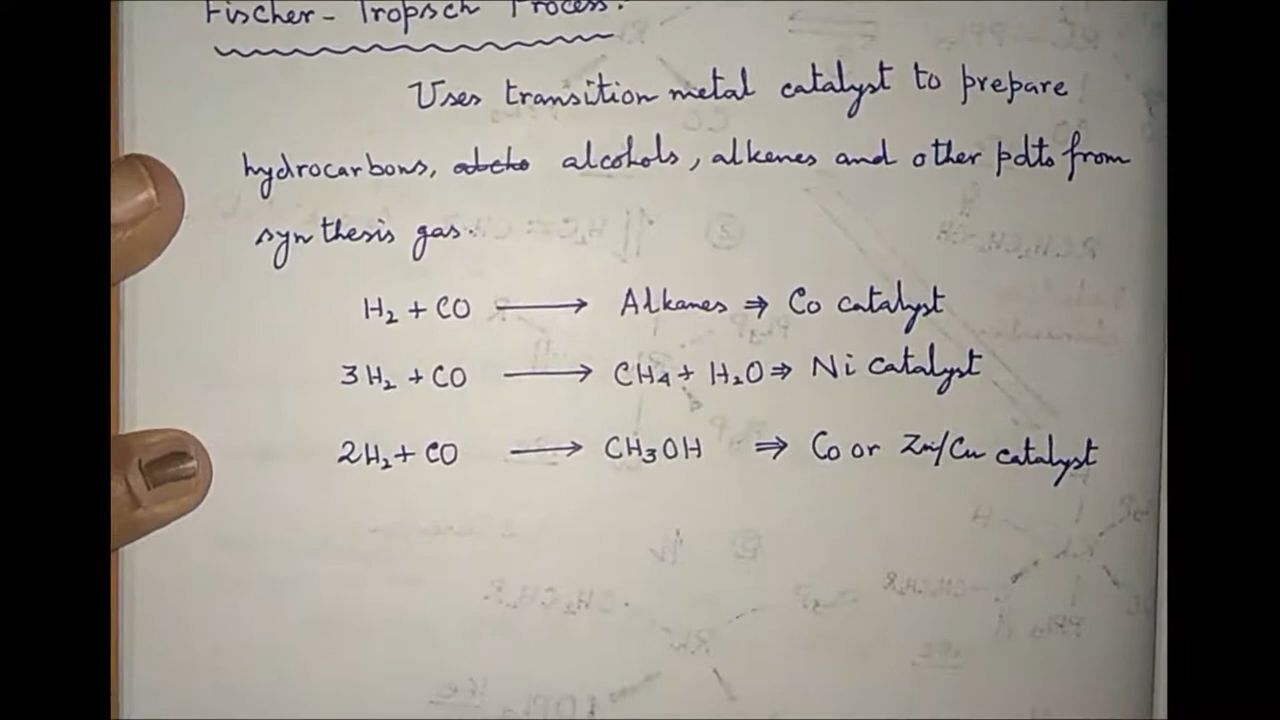 Fischer - Tropsch Process.
Uses transition metal catalyst to prepare
hydrocarbons, alcohols, alkenes and other pdts from
synthesis gas.
H₂ + CO ⟶ Alkanes ⇒ Co catalyst
3H₂ + CO ⟶ CH₄ + H₂O ⇒ Ni catalyst
2H₂ + CO ⟶ CH₃OH ⇒ Co or Zn/Cu catalyst